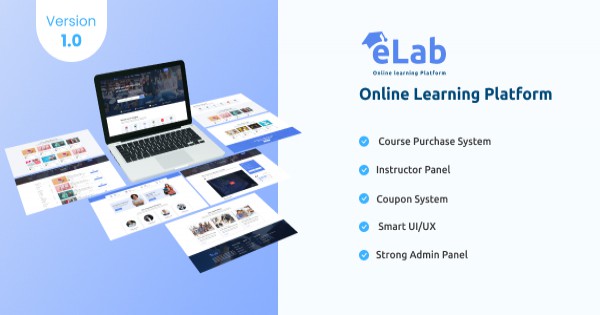 Version
1.0
eLab
Online learning Platform
Online Learning Platform
Course Purchase System
Instructor Panel
Coupon System
Smart UI/UX
Strong Admin Panel